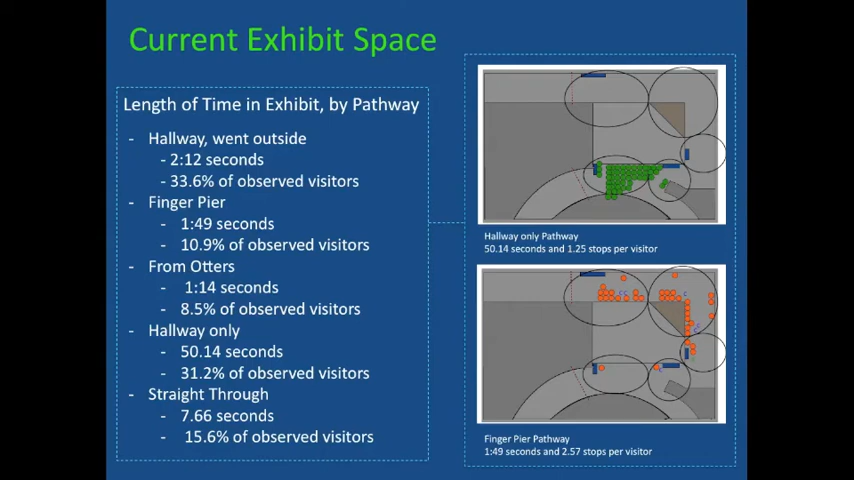 Current Exhibit Space
Length of Time in Exhibit, by Pathway
- Hallway, went outside
- 2:12 seconds
- 33.6% of observed visitors
- Finger Pier
- 1:49 seconds
- 10.9% of observed visitors
- From Otters
- 1:14 seconds
- 8.5% of observed visitors
- Hallway only
- 50.14 seconds
- 31.2% of observed visitors
- Straight Through
- 7.66 seconds
- 15.6% of observed visitors
Hallway only Pathway
50.14 seconds and 1.25 stops per visitor
Finger Pier Pathway
1:49 seconds and 2.57 stops per visitor